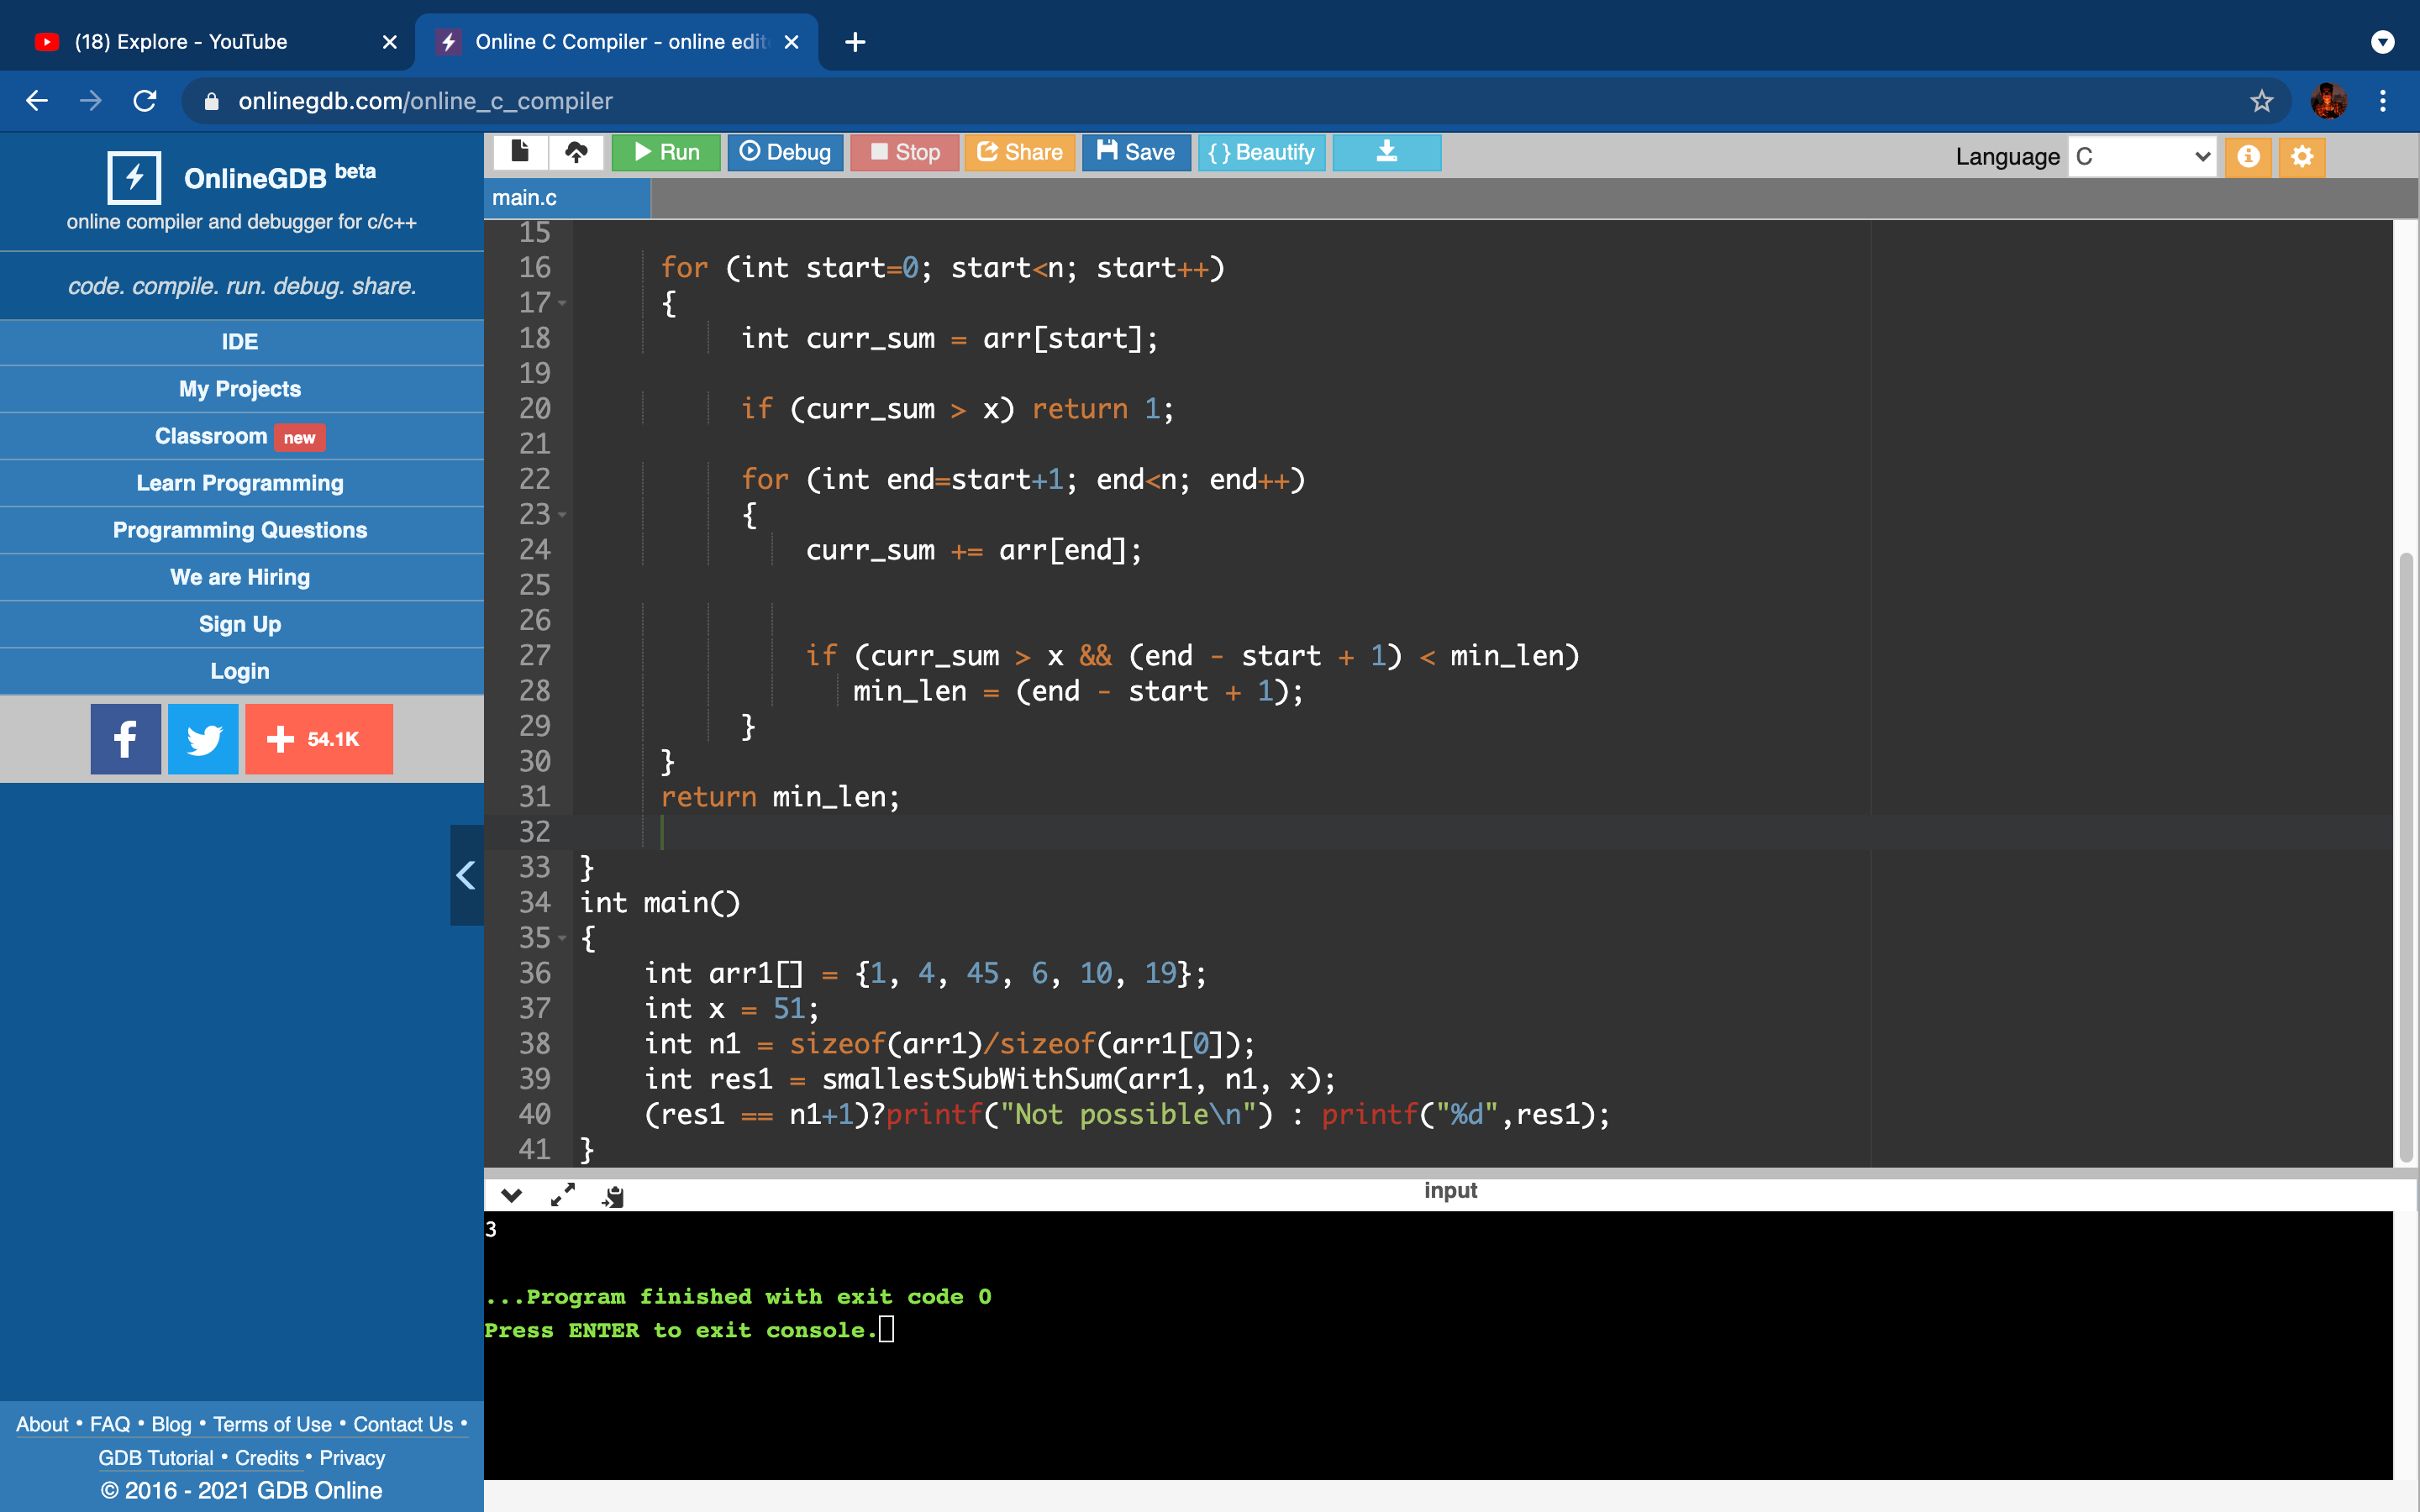 (18) Explore - YouTube
Online C Compiler - online edit
onlinegdb.com/online_c_compiler
OnlineGDB beta
online compiler and debugger for c/c++
code. compile. run. debug. share.
IDE
My Projects
Classroom new
Learn Programming
Programming Questions
We are Hiring
Sign Up
Login
f
54.1K
About • FAQ • Blog • Terms of Use • Contact Us •
GDB Tutorial • Credits • Privacy
© 2016 - 2021 GDB Online
Run Debug Stop Share Save {} Beautify
Language C
main.c
15
16 for (int start=0; start<n; start++)
17 {
18 int curr_sum = arr[start];
19
20 if (curr_sum > x) return 1;
21
22 for (int end=start+1; end<n; end++)
23 {
24 curr_sum += arr[end];
25
26
27 if (curr_sum > x && (end - start + 1) < min_len)
28 min_len = (end - start + 1);
29 }
30 }
31 return min_len;
32
33 }
34 int main()
35 {
36 int arr1[] = {1, 4, 45, 6, 10, 19};
37 int x = 51;
38 int n1 = sizeof(arr1)/sizeof(arr1[0]);
39 int res1 = smallestSubWithSum(arr1, n1, x);
40 (res1 == n1+1)?printf("Not possible\n") : printf("%d",res1);
41 }
input
3
...Program finished with exit code 0
Press ENTER to exit console.